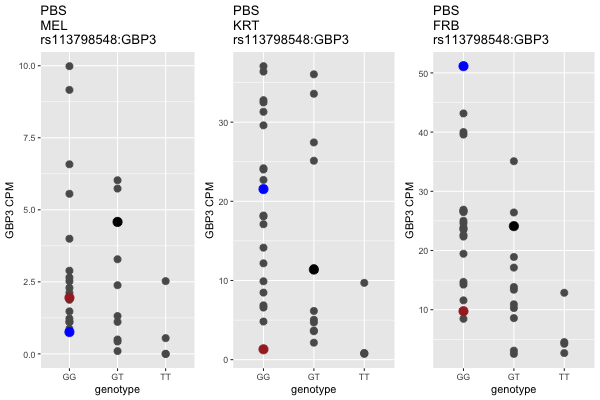 PBS
MEL
rs113798548:GBP3
GBP3 CPM
10.0
7.5
5.0
2.5
0.0
GG
GT
TT
genotype
PBS
KRT
rs113798548:GBP3
GBP3 CPM
30
20
10
0
GG
GT
TT
genotype
PBS
FRB
rs113798548:GBP3
GBP3 CPM
50
40
30
20
10
GG
GT
TT
genotype